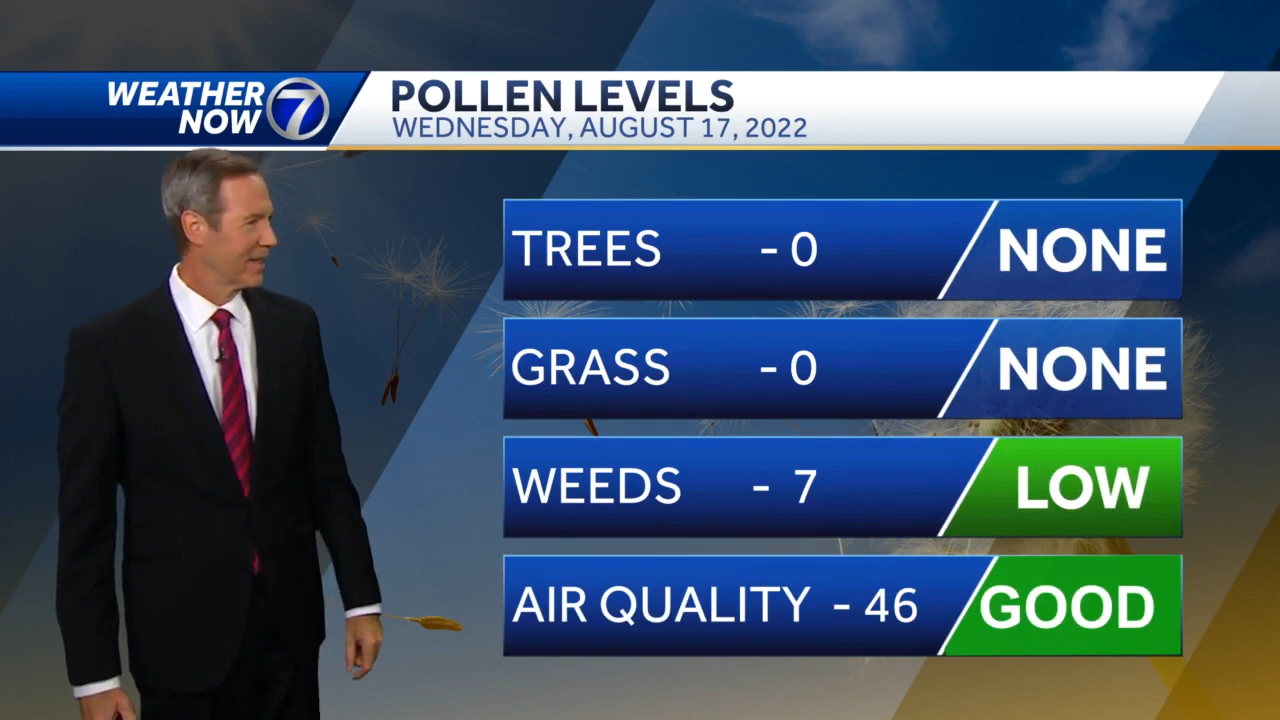 WEATHER
NOW 7
POLLEN LEVELS
WEDNESDAY, AUGUST 17, 2022
TREES - 0 NONE
GRASS - 0 NONE
WEEDS - 7 LOW
AIR QUALITY - 46 GOOD